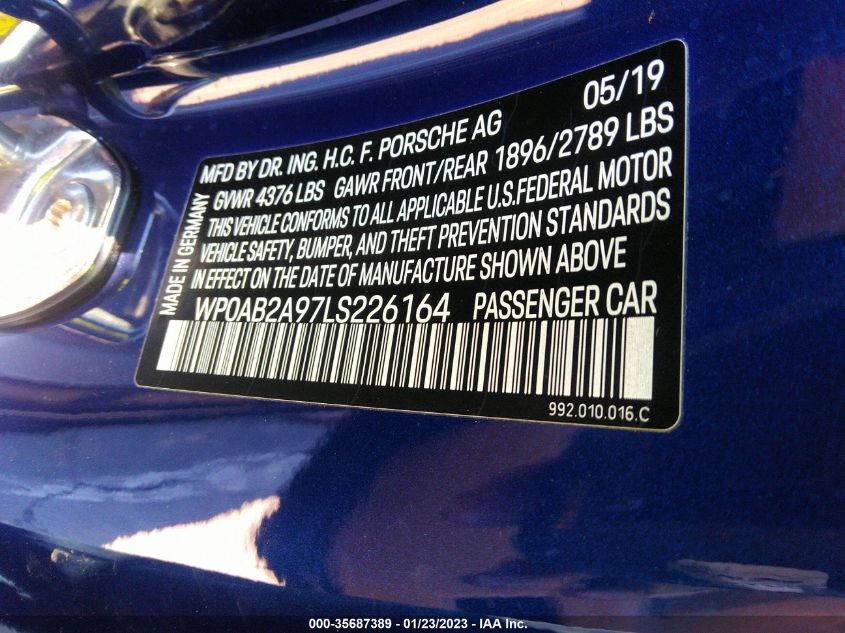 05/19
MFD BY DR. ING. H.C. F. PORSCHE AG
GVWR 4376 LBS GAWR FRONT/REAR 1896/2789 LBS
THIS VEHICLE CONFORMS TO ALL APPLICABLE U.S.FEDERAL MOTOR
VEHICLE SAFETY, BUMPER, AND THEFT PREVENTION STANDARDS
IN EFFECT ON THE DATE OF MANUFACTURE SHOWN ABOVE
WP0AB2A97LS226164 PASSENGER CAR
MADE IN GERMANY
992.010.016.C
000-35687389 - 01/23/2023 - IAA Inc.